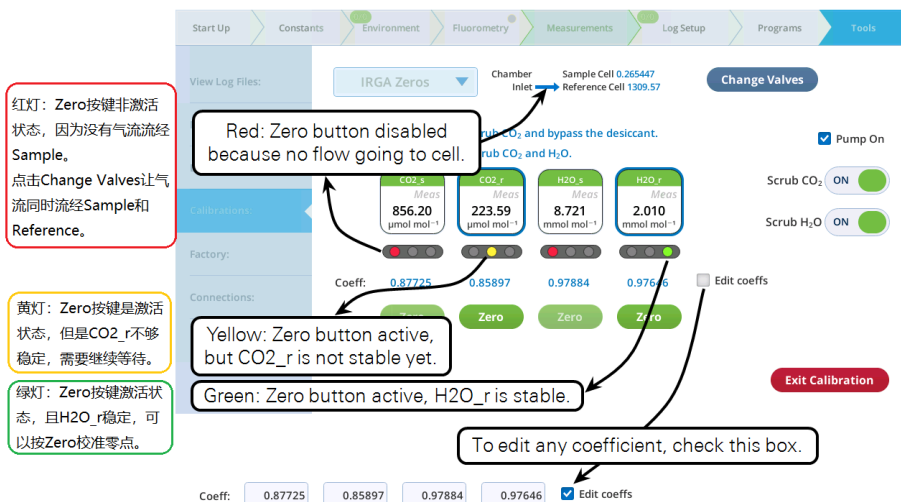 Start Up
Constants
Environment
Fluorometry
Measurements
Log Setup
Programs
Tools
View Log Files:
IRGA Zeros
Chamber
Inlet
Sample Cell 0.265447
Reference Cell 1309.57
Change Valves
红灯：Zero按键非激活
状态，因为没有气流流经
Sample。
点击Change Valves让气
流同时流经Sample和
Reference。
Red: Zero button disabled
because no flow going to cell.
CO₂ and bypass the desiccant.
CO₂ and H₂O.
Pump On
Scrub CO₂ ON
Scrub H₂O ON
CO2_s
Meas
856.20
µmol mol⁻¹
CO2_r
Meas
223.59
µmol mol⁻¹
H2O_s
Meas
8.721
mmol mol⁻¹
H2O_r
Meas
2.010
mmol mol⁻¹
Calibrations:
Factory:
Connections:
Coeff: 0.87725 0.85897 0.97884 0.97646 Edit coeffs
Zero Zero Zero Zero
黄灯：Zero按键是激活
状态，但是CO2_r不够
稳定，需要继续等待。
Yellow: Zero button active,
but CO2_r is not stable yet.
绿灯：Zero按键激活状
态，且H2O_r稳定，可
以按Zero校准零点。
Green: Zero button active, H2O_r is stable.
Exit Calibration
To edit any coefficient, check this box.
Coeff: 0.87725 0.85897 0.97884 0.97646 Edit coeffs